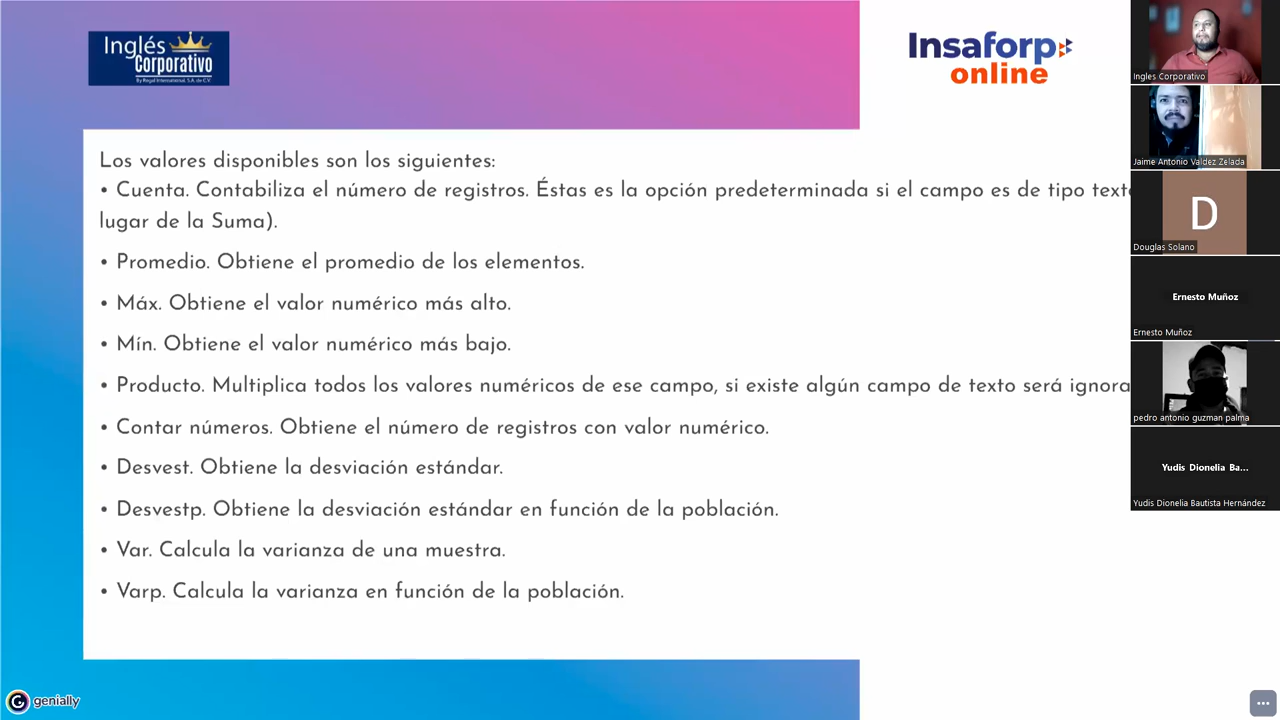 Inglés
Corporativo
By Regal International, S.A. de C.V.
Insaforp
online
Los valores disponibles son los siguientes:
• Cuenta. Contabiliza el número de registros. Éstas es la opción predeterminada si el campo es de tipo texto
lugar de la Suma).
• Promedio. Obtiene el promedio de los elementos.
• Máx. Obtiene el valor numérico más alto.
• Mín. Obtiene el valor numérico más bajo.
• Producto. Multiplica todos los valores numéricos de ese campo, si existe algún campo de texto será ignora
• Contar números. Obtiene el número de registros con valor numérico.
• Desvest. Obtiene la desviación estándar.
• Desvestp. Obtiene la desviación estándar en función de la población.
• Var. Calcula la varianza de una muestra.
• Varp. Calcula la varianza en función de la población.
genially
Ingles Corporativo
Jaime Antonio Valdez Zelada
D
Douglas Solano
Ernesto Muñoz
Ernesto Muñoz
pedro antonio guzman palma
Yudis Dionelia Ba...
Yudis Dionelia Bautista Hernández